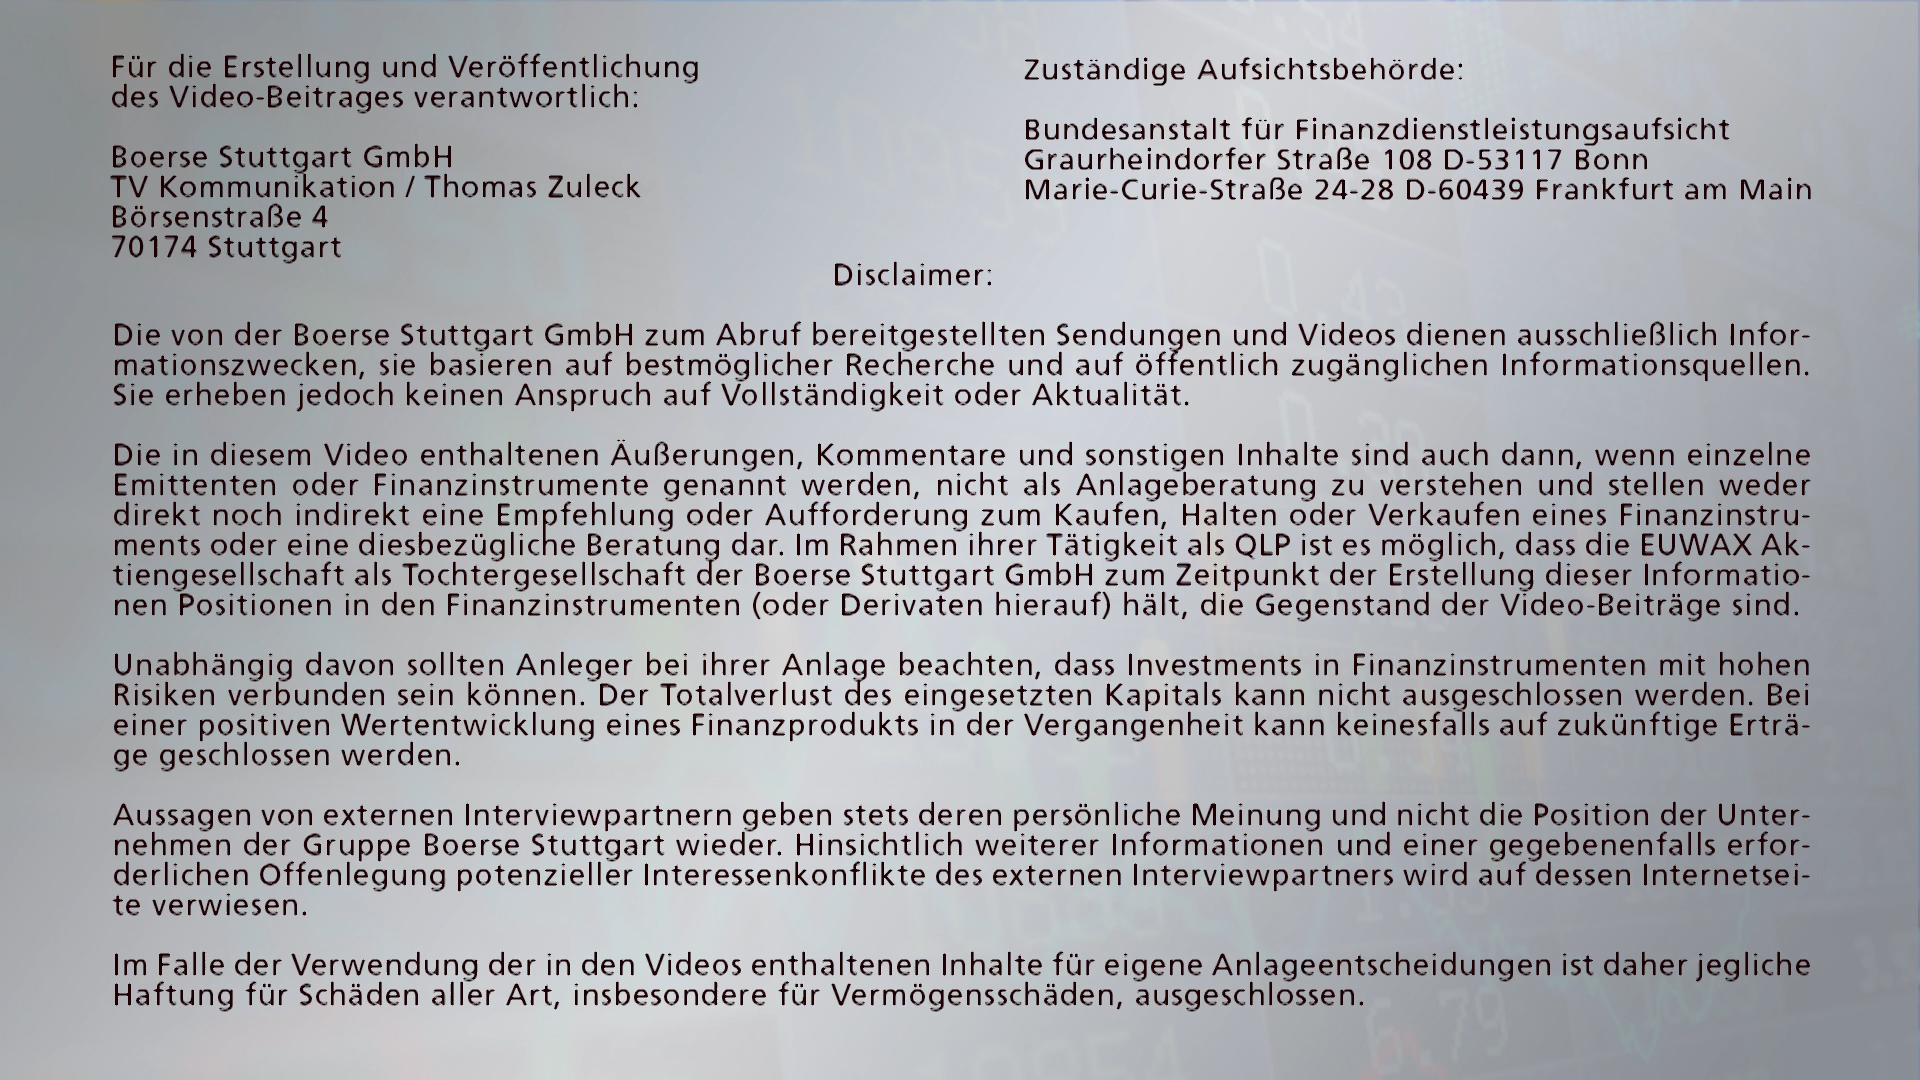 Für die Erstellung und Veröffentlichung
des Video-Beitrages verantwortlich:
Boerse Stuttgart GmbH
TV Kommunikation / Thomas Zuleck
Börsenstraße 4
70174 Stuttgart
Zuständige Aufsichtsbehörde:
Bundesanstalt für Finanzdienstleistungsaufsicht
Graurheindorfer Straße 108 D-53117 Bonn
Marie-Curie-Straße 24-28 D-60439 Frankfurt am Main
Disclaimer:
Die von der Boerse Stuttgart GmbH zum Abruf bereitgestellten Sendungen und Videos dienen ausschließlich Infor-
mationszwecken, sie basieren auf bestmöglicher Recherche und auf öffentlich zugänglichen Informationsquellen.
Sie erheben jedoch keinen Anspruch auf Vollständigkeit oder Aktualität.
Die in diesem Video enthaltenen Äußerungen, Kommentare und sonstigen Inhalte sind auch dann, wenn einzelne
Emittenten oder Finanzinstrumente genannt werden, nicht als Anlageberatung zu verstehen und stellen weder
direkt noch indirekt eine Empfehlung oder Aufforderung zum Kaufen, Halten oder Verkaufen eines Finanzinstru-
ments oder eine diesbezügliche Beratung dar. Im Rahmen ihrer Tätigkeit als QLP ist es möglich, dass die EUWAX Ak-
tiengesellschaft als Tochtergesellschaft der Boerse Stuttgart GmbH zum Zeitpunkt der Erstellung dieser Informatio-
nen Positionen in den Finanzinstrumenten (oder Derivaten hierauf) hält, die Gegenstand der Video-Beiträge sind.
Unabhängig davon sollten Anleger bei ihrer Anlage beachten, dass Investments in Finanzinstrumenten mit hohen
Risiken verbunden sein können. Der Totalverlust des eingesetzten Kapitals kann nicht ausgeschlossen werden. Bei
einer positiven Wertentwicklung eines Finanzprodukts in der Vergangenheit kann keinesfalls auf zukünftige Erträ-
ge geschlossen werden.
Aussagen von externen Interviewpartnern geben stets deren persönliche Meinung und nicht die Position der Unter-
nehmen der Gruppe Boerse Stuttgart wieder. Hinsichtlich weiterer Informationen und einer gegebenenfalls erfor-
derlichen Offenlegung potenzieller Interessenkonflikte des externen Interviewpartners wird auf dessen Internetsei-
te verwiesen.
Im Falle der Verwendung der in den Videos enthaltenen Inhalte für eigene Anlageentscheidungen ist daher jegliche
Haftung für Schäden aller Art, insbesondere für Vermögensschäden, ausgeschlossen.